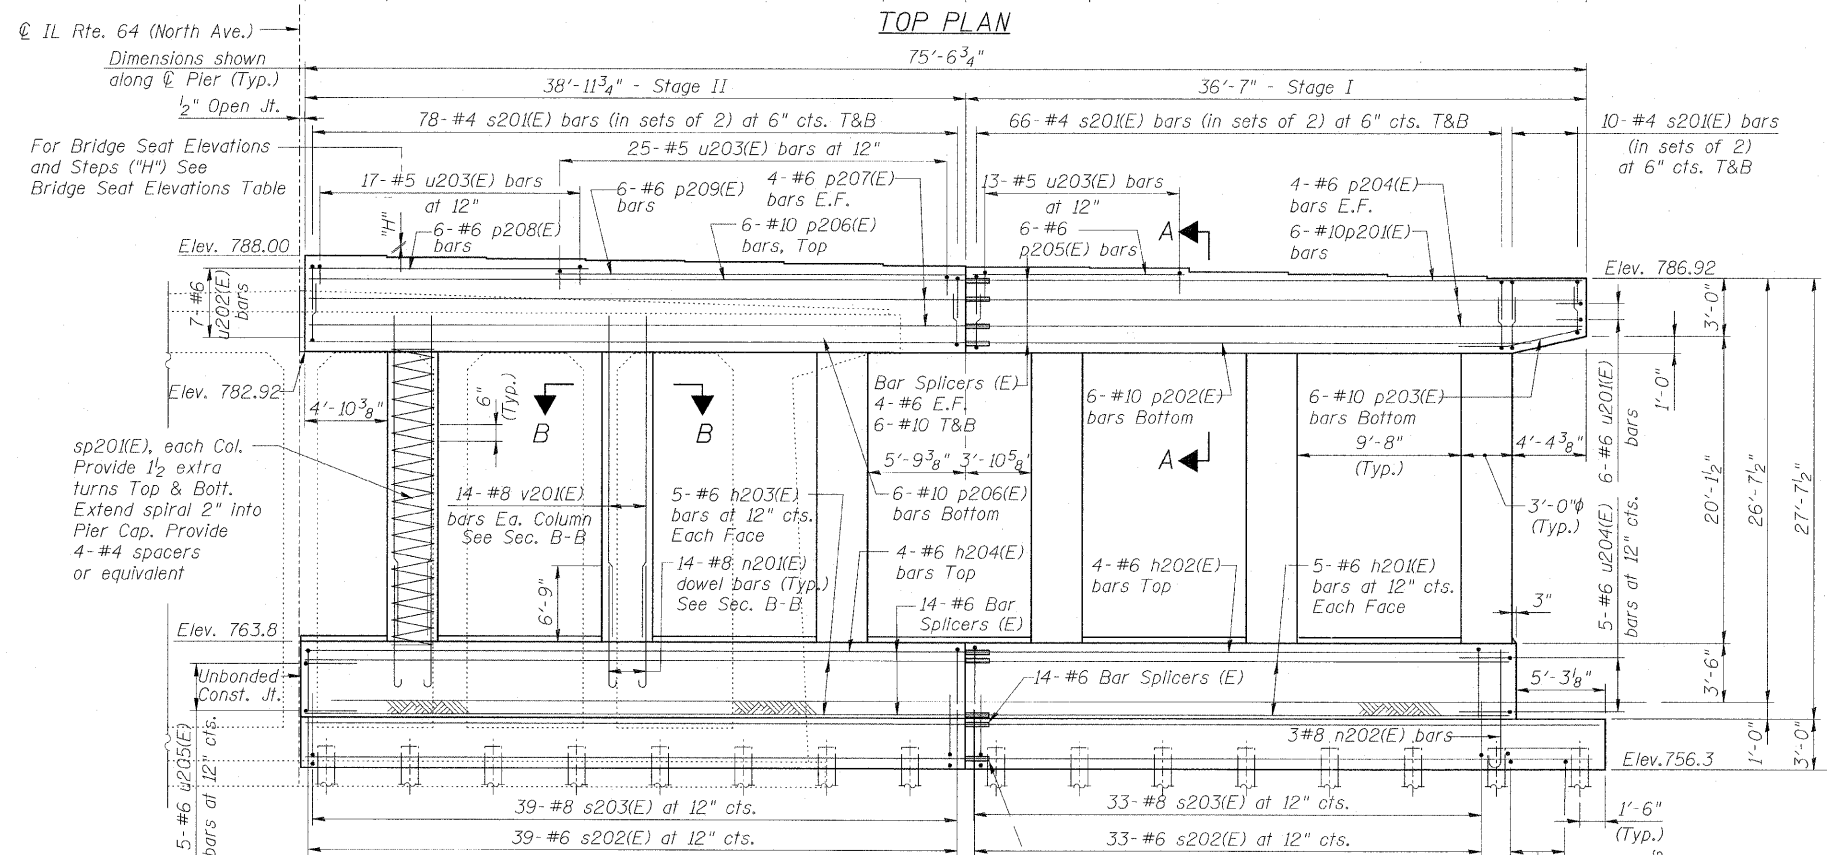 TOP PLAN
℄ IL Rte. 64 (North Ave.)
Dimensions shown
along ℄ Pier (Typ.)
½" Open Jt.
For Bridge Seat Elevations
and Steps ("H") See
Bridge Seat Elevations Table
75'-6¾"
38'-11¾" - Stage II
36'-7" - Stage I
78-#4 s201(E) bars (in sets of 2) at 6" cts. T&B
66-#4 s201(E) bars (in sets of 2) at 6" cts. T&B
10-#4 s201(E) bars
(in sets of 2)
at 6" cts. T&B
25-#5 u203(E) bars at 12"
17-#5 u203(E) bars
at 12"
6-#6 p209(E)
bars
4-#6 p207(E)
bars E.F.
13-#5 u203(E) bars
at 12"
4-#6 p204(E)
bars E.F.
"H"
6-#6 p208(E)
bars
6-#10 p206(E)
bars, Top
6-#6
p205(E) bars
A
6-#10p201(E)
bars
Elev. 788.00
Elev. 786.92
7-#6
u202(E)
bars
3'-0"
1'-0"
Elev. 782.92
4'-10⅜"
6"
(Typ.)
B
B
Bar Splicers (E)
4-#6 E.F.
6-#10 T&B
6-#10 p202(E)
bars Bottom
6-#10 p203(E)
bars Bottom
5'-9⅜"
3'-10⅝"
A
9'-8"
(Typ.)
4'-4⅜"
6-#6 u201(E)
bars
sp201(E), each Col.
Provide 1½ extra
turns Top & Bott.
Extend spiral 2" into
Pier Cap. Provide
4-#4 spacers
or equivalent
14-#8 v201(E)
bars Ea. Column
See Sec. B-B
5-#6 h203(E)
bars at 12" cts.
Each Face
6-#10 p206(E)
bars Bottom
3'-0"φ
(Typ.)
20'-1½"
26'-7½"
27'-7½"
14-#8 n201(E)
dowel bars (Typ.)
See Sec. B-B
4-#6 h204(E)
bars Top
4-#6 h202(E)
bars Top
5-#6 h201(E)
bars at 12" cts.
Each Face
5-#6 u204(E)
bars at 12" cts.
6'-9"
14-#6 Bar
Splicers (E)
3"
Elev. 763.8
Unbonded
Const. Jt.
14-#6 Bar Splicers (E)
5'-3⅛"
3'-6"
3#8 n202(E) bars
1'-0"
3'-0"
Elev.756.3
5-#6 u205(E)
bars at 12" cts.
39-#8 s203(E) at 12" cts.
33-#8 s203(E) at 12" cts.
1'-6"
(Typ.)
39-#6 s202(E) at 12" cts.
33-#6 s202(E) at 12" cts.